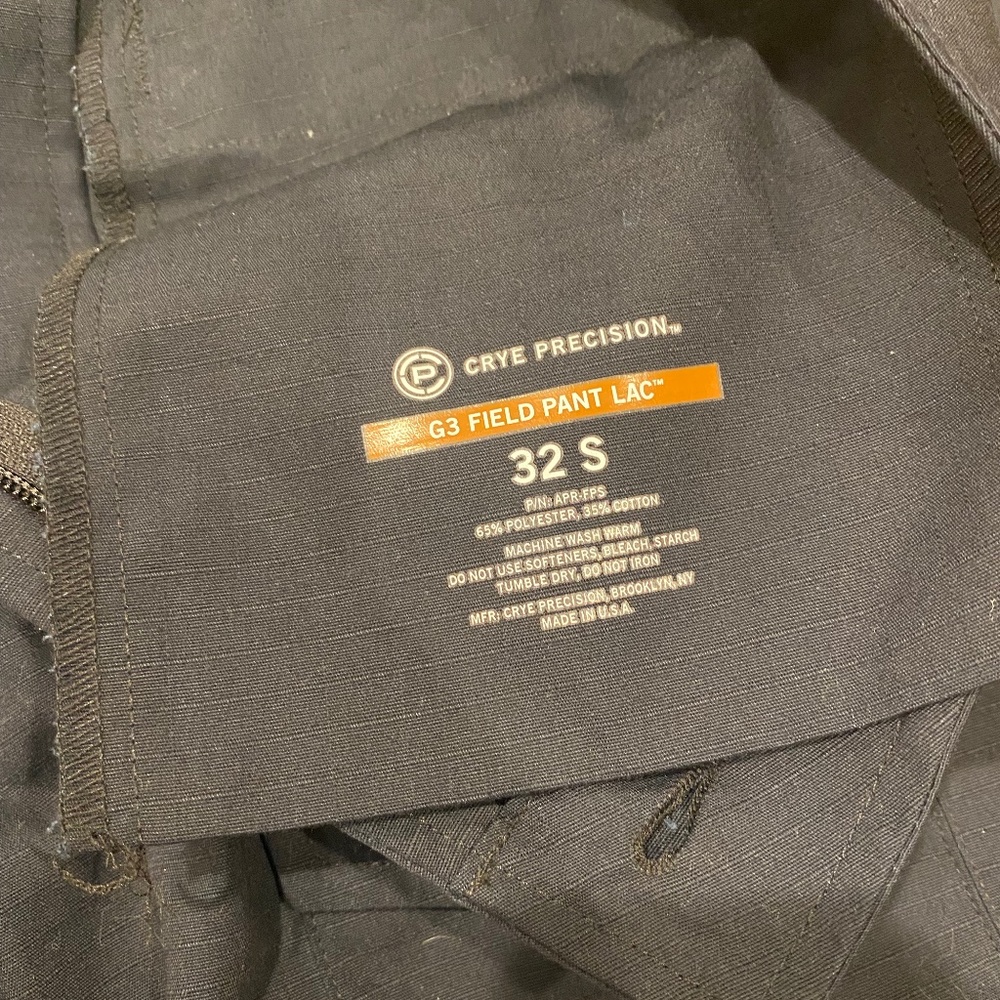 CRYE PRECISION™
G3 FIELD PANT LAC™
32 S
P/N: APR-FPS
65% POLYESTER, 35% COTTON
MACHINE WASH WARM
DO NOT USE SOFTENERS, BLEACH, STARCH
TUMBLE DRY, DO NOT IRON
MFR: CRYE PRECISION, BROOKLYN, NY
MADE IN U.S.A.